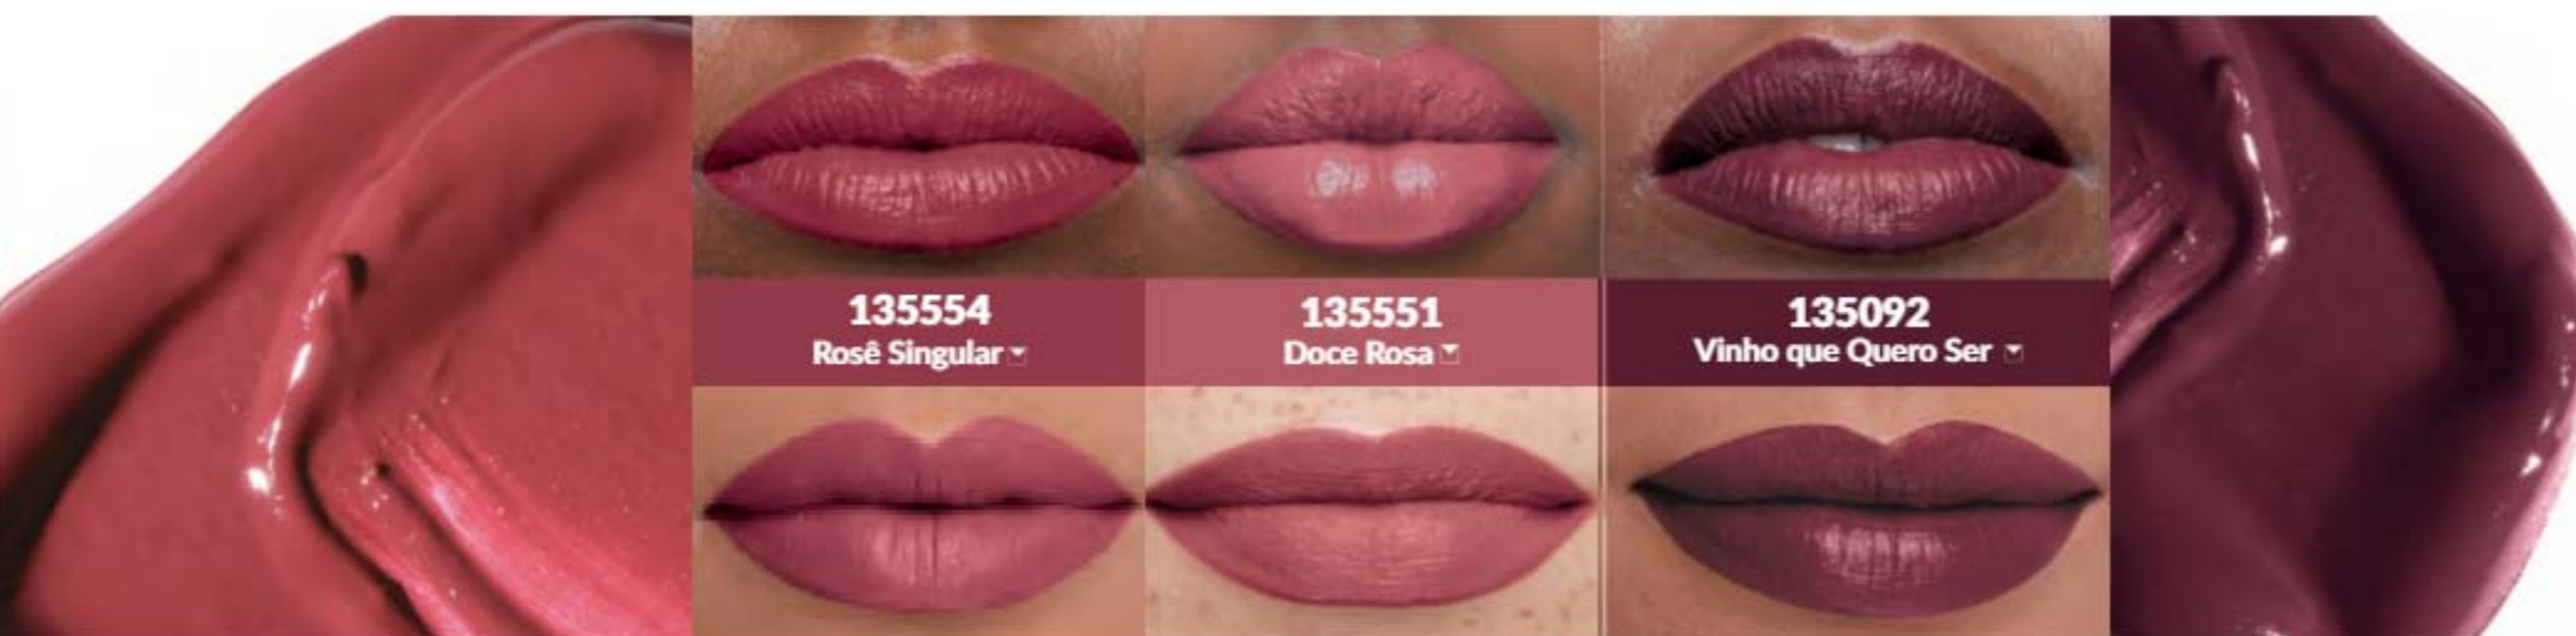 135554
Rosê Singular
135551
Doce Rosa
135092
Vinho que Quero Ser